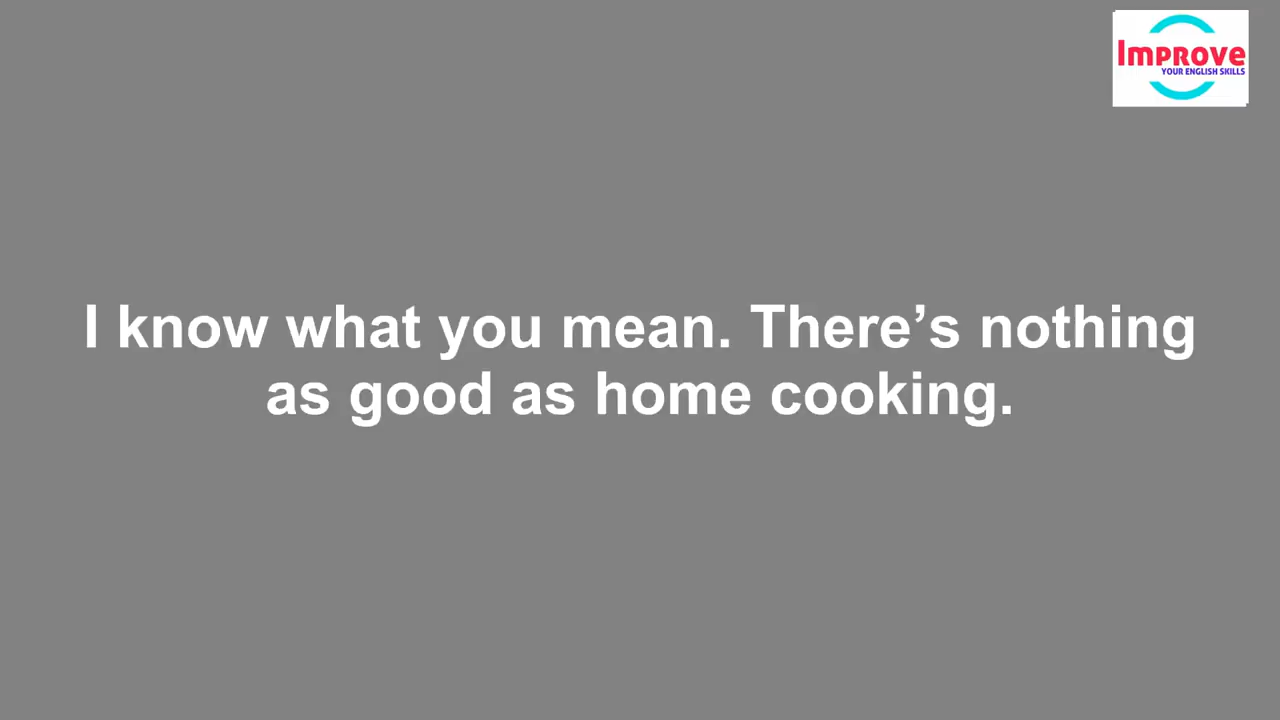 Improve
YOUR ENGLISH SKILLS
I know what you mean. There’s nothing
as good as home cooking.